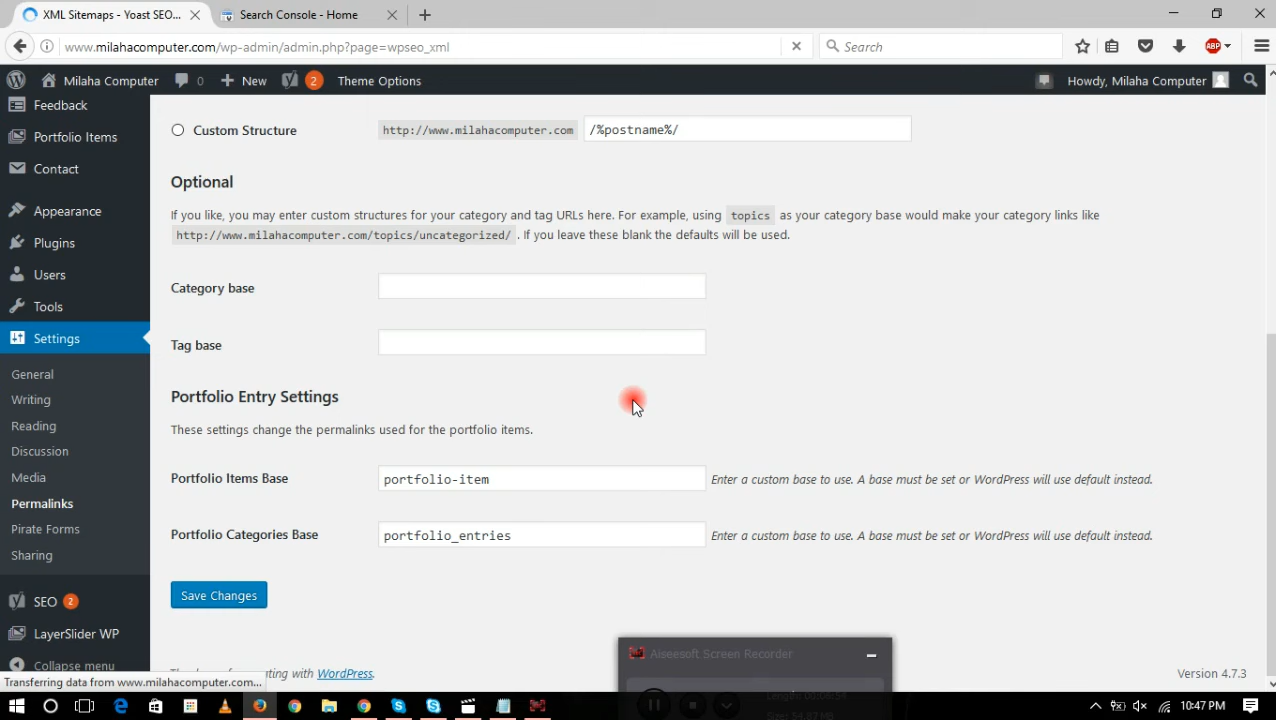 XML Sitemaps - Yoast SEO...
Search Console - Home
www.milahacomputer.com/wp-admin/admin.php?page=wpseo_xml
Search
ABP
Milaha Computer
0
New
2
Theme Options
Howdy, Milaha Computer
Feedback
Portfolio Items
Contact
Appearance
Plugins
Users
Tools
Settings
General
Writing
Reading
Discussion
Media
Permalinks
Pirate Forms
Sharing
SEO 2
LayerSlider WP
Collapse menu
Custom Structure
http://www.milahacomputer.com
/%postname%/
Optional
If you like, you may enter custom structures for your category and tag URLs here. For example, using topics as your category base would make your category links like
http://www.milahacomputer.com/topics/uncategorized/ . If you leave these blank the defaults will be used.
Category base
Tag base
Portfolio Entry Settings
These settings change the permalinks used for the portfolio items.
Portfolio Items Base
portfolio-item
Enter a custom base to use. A base must be set or WordPress will use default instead.
Portfolio Categories Base
portfolio_entries
Enter a custom base to use. A base must be set or WordPress will use default instead.
Save Changes
WordPress.
Version 4.7.3
Transferring data from www.milahacomputer.com...
Aiseesoft Screen Recorder
10:47 PM